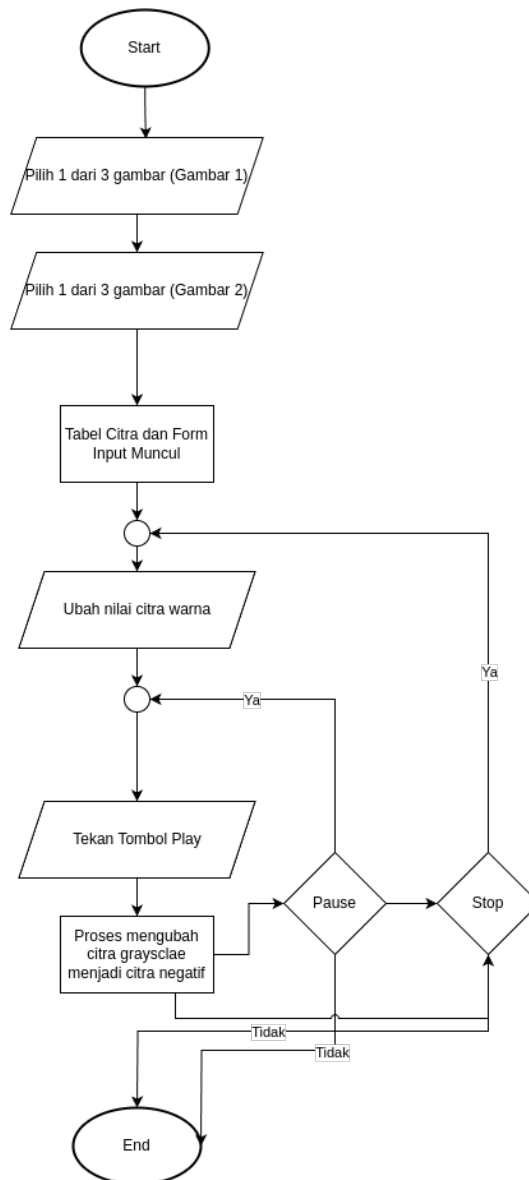 Start
Pilih 1 dari 3 gambar (Gambar 1)
Pilih 1 dari 3 gambar (Gambar 2)
Tabel Citra dan Form
Input Muncul
Ubah nilai citra warna
Ya
Ya
Tekan Tombol Play
Pause
Stop
Proses mengubah
citra graysclae
menjadi citra negatif
Tidak
Tidak
End